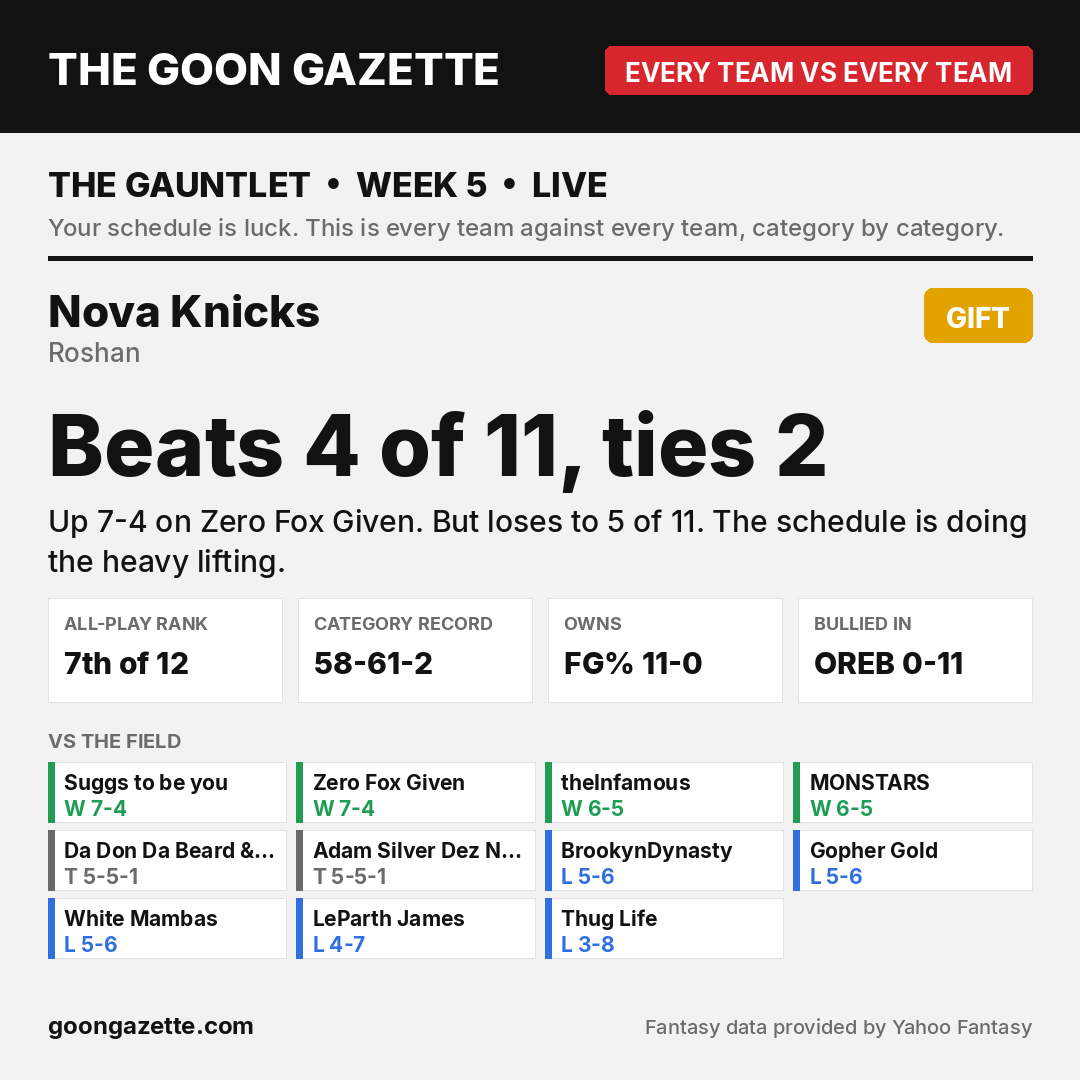 THE GOON GAZETTE
EVERY TEAM VS EVERY TEAM
THE GAUNTLET • WEEK 5 • LIVE
Your schedule is luck. This is every team against every team, category by category.
Nova Knicks
GIFT
Roshan
Beats 4 of 11, ties 2
Up 7-4 on Zero Fox Given. But loses to 5 of 11. The schedule is doing
the heavy lifting.
ALL-PLAY RANK
7th of 12
CATEGORY RECORD
58-61-2
OWNS
FG% 11-0
BULLIED IN
OREB 0-11
VS THE FIELD
Suggs to be you
W 7-4
Zero Fox Given
W 7-4
theInfamous
W 6-5
MONSTARS
W 6-5
Da Don Da Beard &...
T 5-5-1
Adam Silver Dez N...
T 5-5-1
BrookynDynasty
L 5-6
Gopher Gold
L 5-6
White Mambas
L 5-6
LeParth James
L 4-7
Thug Life
L 3-8
goongazette.com
Fantasy data provided by Yahoo Fantasy